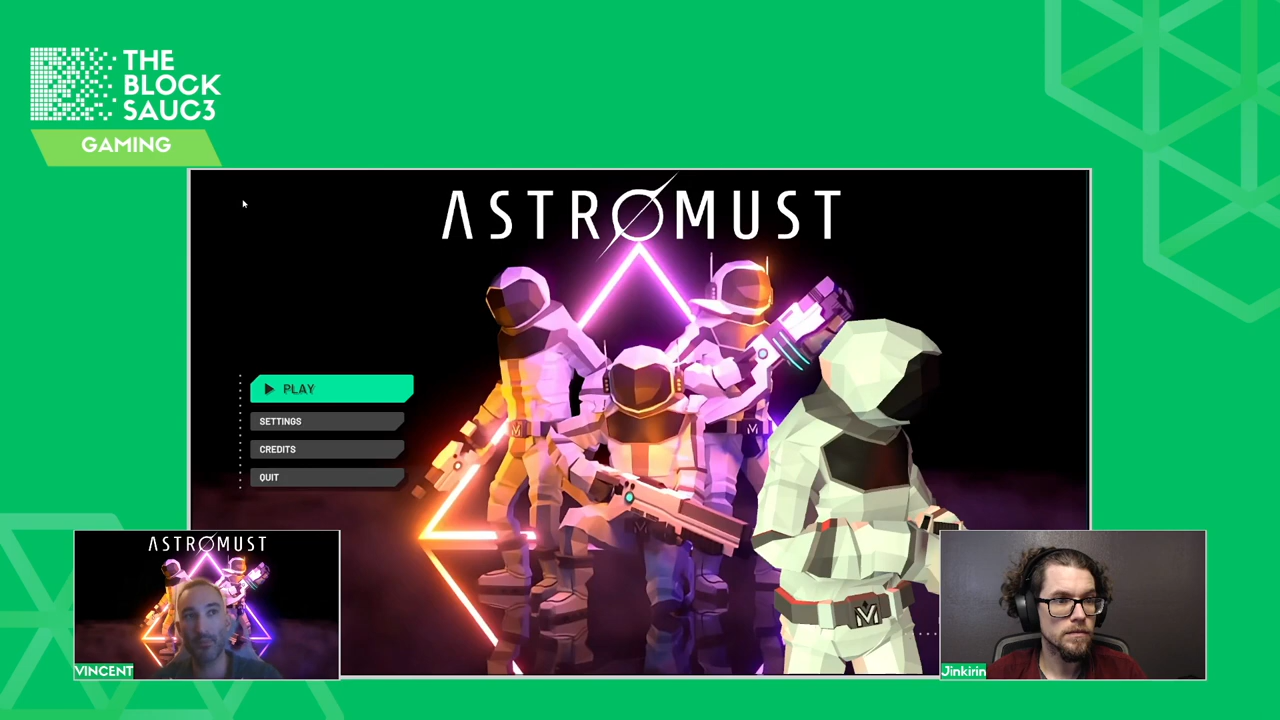 THE
BLOCK
SAUC3
GAMING
ASTROMUST
PLAY
SETTINGS
CREDITS
QUIT
ASTROMUST
VINCENT
Jinkirin